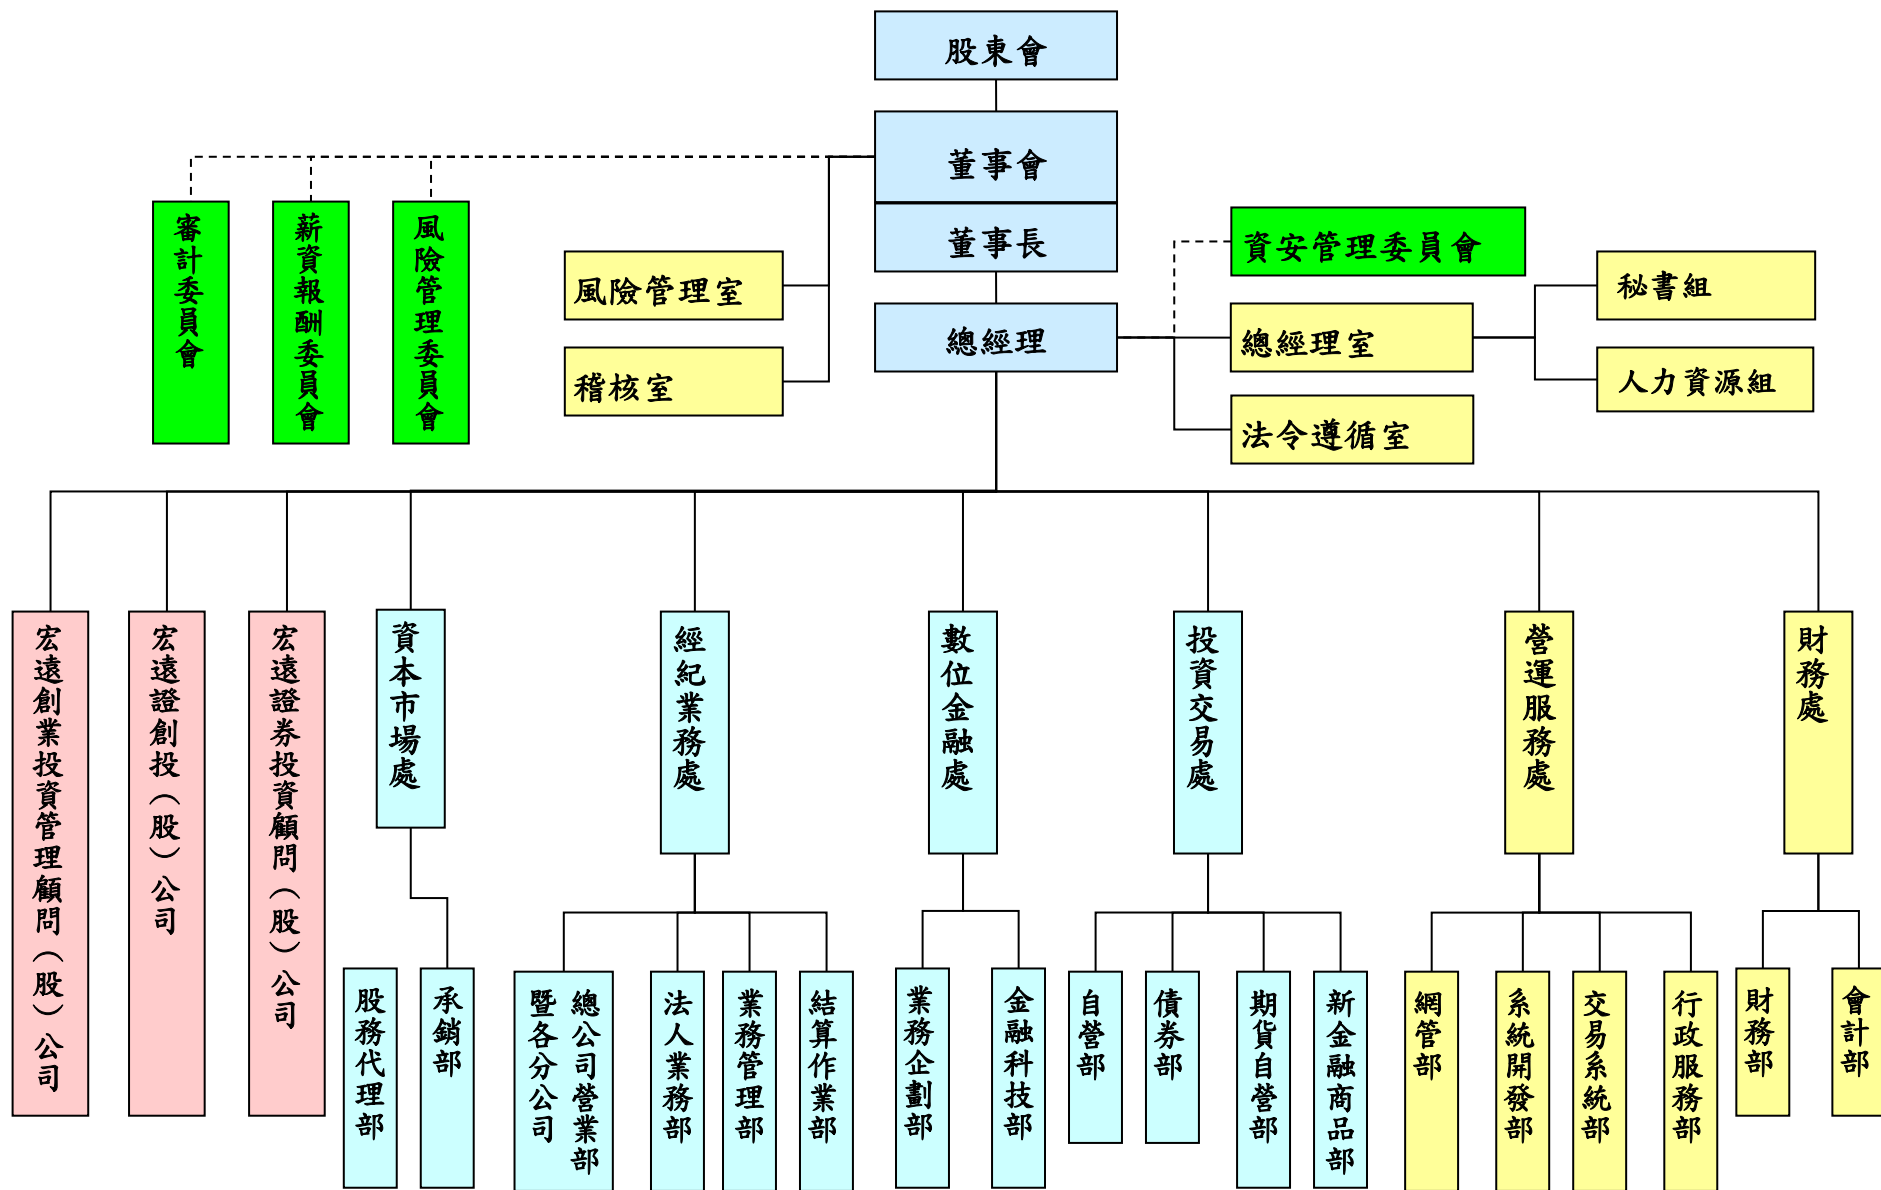 股東會
董事會
董事長
總經理
審計委員會
薪資報酬委員會
風險管理委員會
風險管理室
稽核室
資安管理委員會
總經理室
法令遵循室
秘書組
人力資源組
宏遠創業投資管理顧問（股）公司
宏遠證創投（股）公司
宏遠證券投資顧問（股）公司
資本市場處
經紀業務處
數位金融處
投資交易處
營運服務處
財務處
股務代理部
承銷部
總公司營業部
暨各分公司
法人業務部
業務管理部
結算作業部
業務企劃部
金融科技部
自營部
債券部
期貨自營部
新金融商品部
網管部
系統開發部
交易系統部
行政服務部
財務部
會計部